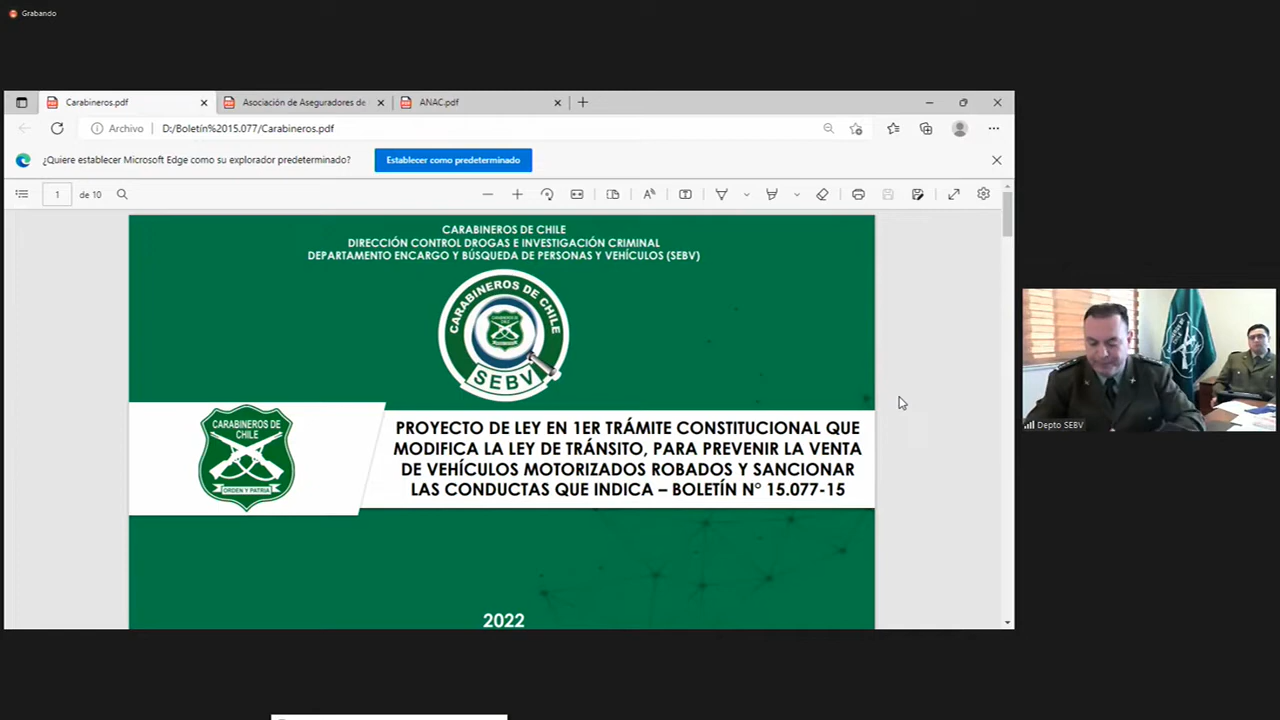 Grabando
Carabineros.pdf
Asociación de Aseguradores de
ANAC.pdf
Archivo
D:/Boletín%2015.077/Carabineros.pdf
¿Quiere establecer Microsoft Edge como su explorador predeterminado?
Establecer como predeterminado
1 de 10
CARABINEROS DE CHILE
DIRECCIÓN CONTROL DROGAS E INVESTIGACIÓN CRIMINAL
DEPARTAMENTO ENCARGO Y BÚSQUEDA DE PERSONAS Y VEHÍCULOS (SEBV)
CARABINEROS DE CHILE
SEBV
CARABINEROS DE
CHILE
ORDEN Y PATRIA
PROYECTO DE LEY EN 1ER TRÁMITE CONSTITUCIONAL QUE
MODIFICA LA LEY DE TRÁNSITO, PARA PREVENIR LA VENTA
DE VEHÍCULOS MOTORIZADOS ROBADOS Y SANCIONAR
LAS CONDUCTAS QUE INDICA – BOLETÍN N° 15.077-15
2022
Depto SEBV